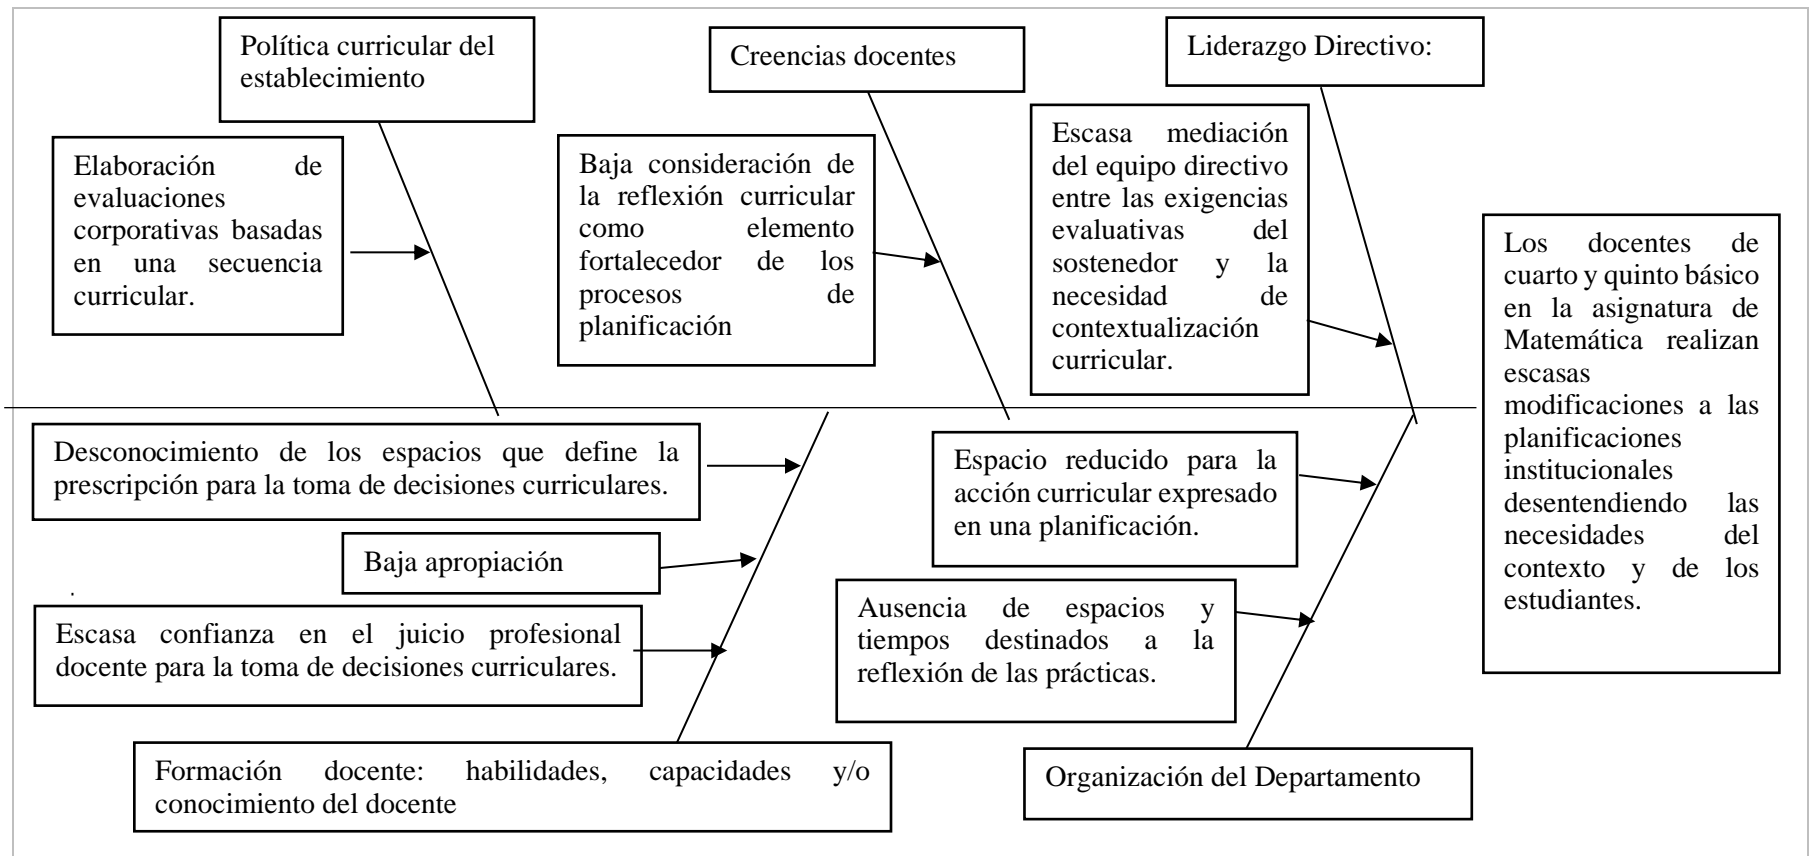 Política curricular del
establecimiento
Creencias docentes
Liderazgo Directivo:
Elaboración de
evaluaciones
corporativas basadas
en una secuencia
curricular.
Baja consideración de
la reflexión curricular
como elemento
fortalecedor de los
procesos de
planificación
Escasa mediación
del equipo directivo
entre las exigencias
evaluativas del
sostenedor y la
necesidad de
contextualización
curricular.
Los docentes de
cuarto y quinto básico
en la asignatura de
Matemática realizan
escasas
modificaciones a las
planificaciones
institucionales
desentendiendo las
necesidades del
contexto y de los
estudiantes.
Desconocimiento de los espacios que define la
prescripción para la toma de decisiones curriculares.
Baja apropiación
.
Escasa confianza en el juicio profesional
docente para la toma de decisiones curriculares.
Espacio reducido para la
acción curricular expresado
en una planificación.
Ausencia de espacios y
tiempos destinados a la
reflexión de las prácticas.
Formación docente: habilidades, capacidades y/o
conocimiento del docente
Organización del Departamento